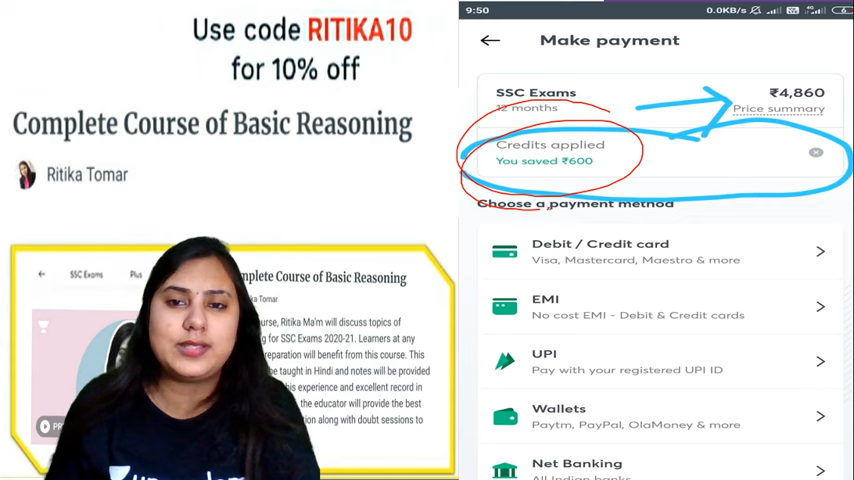 Use code RITIKA10
for 10% off
Complete Course of Basic Reasoning
Ritika Tomar
SSC Exams Plus
Complete Course of Basic Reasoning
Tomar
course, Ritika Ma'm will discuss topics of
for SSC Exams 2020-21. Learners at any
preparation will benefit from this course. This
be taught in Hindi and notes will be provided
his experience and excellent record in
the educator will provide the best
along with doubt sessions to
9:50 0.0KB/s 4G
Make payment
SSC Exams ₹4,860
12 months Price summary
Credits applied
You saved ₹600
Choose a payment method
Debit / Credit card
Visa, Mastercard, Maestro & more
EMI
No cost EMI - Debit & Credit cards
UPI
Pay with your registered UPI ID
Wallets
Paytm, PayPal, OlaMoney & more
Net Banking
All Indian banks